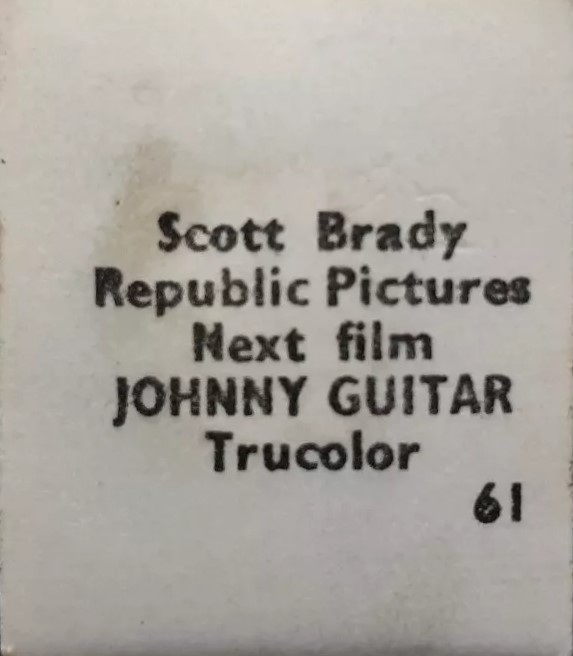 Scott Brady
Republic Pictures
Next film
JOHNNY GUITAR
Trucolor
61